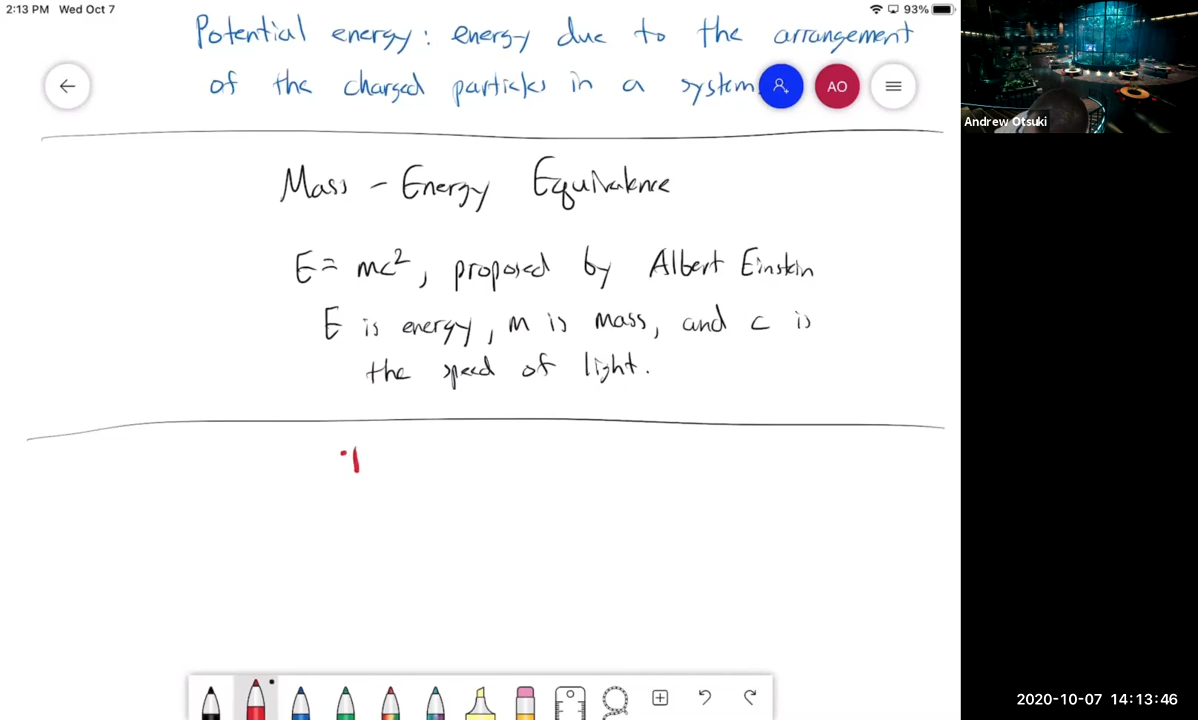 2:13 PM Wed Oct 7
93%
Potential energy: energy due to the arrangement
of the charged particles in a system.
AO
Andrew Otsuki
Mass - Energy Equivalence
E = mc², proposed by Albert Einstein
E is energy, m is mass, and c is
the speed of light.
2020-10-07 14:13:46